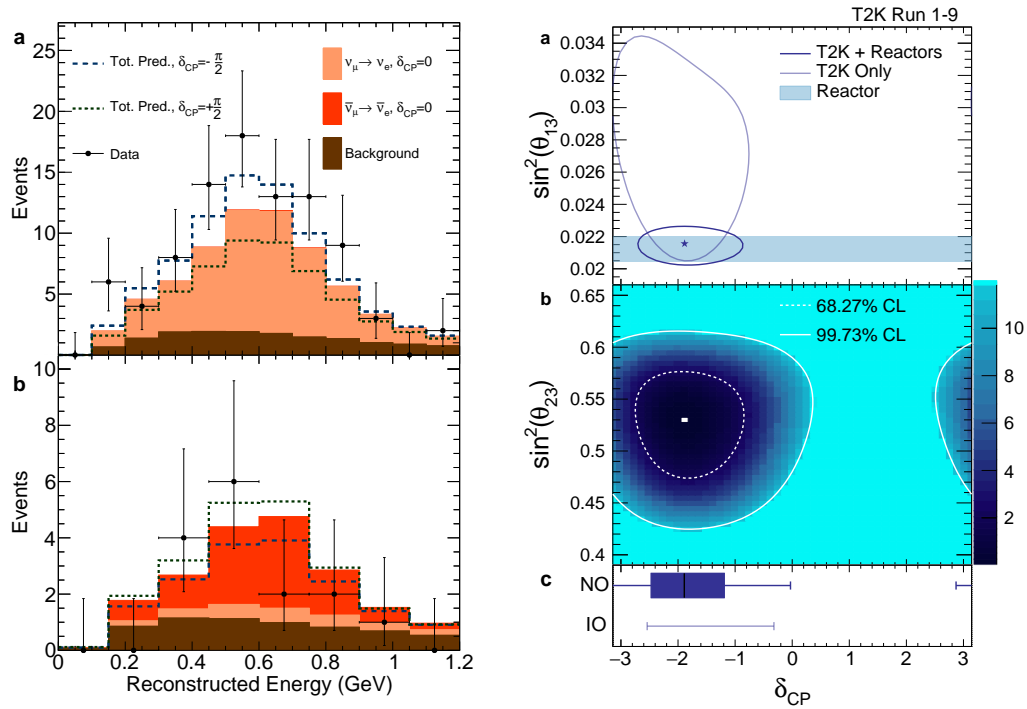 a
25
20
15
10
5
Events
Tot. Pred., δCP=- π/2
Tot. Pred., δCP=+π/2
Data
νμ→ νe, δCP=0
ν̄μ→ ν̄e, δCP=0
Background
b
10
8
6
4
2
0
Events
0 0.2 0.4 0.6 0.8 1 1.2
Reconstructed Energy (GeV)
T2K Run 1-9
a
0.034
0.032
0.03
0.028
0.026
0.024
0.022
0.02
sin²(θ13)
T2K + Reactors
T2K Only
Reactor
b
0.65
0.6
0.55
0.5
0.45
0.4
sin²(θ23)
68.27% CL
99.73% CL
10
8
6
4
2
c
NO
IO
−3 −2 −1 0 1 2 3
δCP